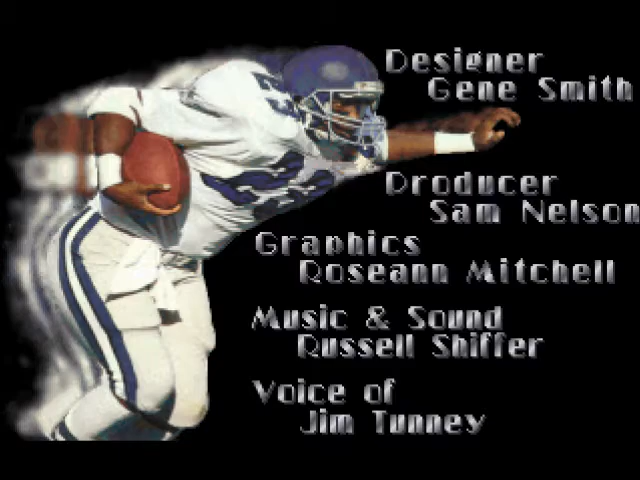 Designer
Gene Smith
Producer
Sam Nelson
Graphics
Roseann Mitchell
Music & Sound
Russell Shiffer
Voice of
Jim Tunney